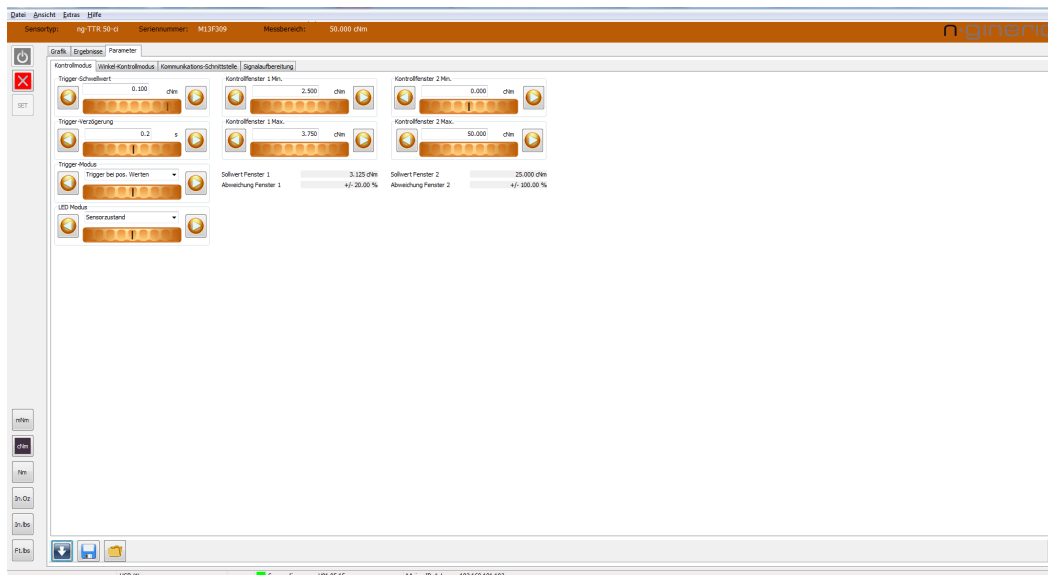 Datei Ansicht Extras Hilfe
Sensortyp: ng-TTR 50-ci Seriennummer: M13F309 Messbereich: 50.000 cNm
n-gineric
Grafik Ergebnisse Parameter
Kontrollmodus Winkel-Kontrollmodus Kommunikations-Schnittstelle Signalaufbereitung
SET
Trigger-Schwellwert Kontrollfenster 1 Min. Kontrollfenster 2 Min.
0.100 cNm 2.500 cNm 0.000 cNm
Trigger-Verzögerung Kontrollfenster 1 Max. Kontrollfenster 2 Max.
0.2 s 3.750 cNm 50.000 cNm
Trigger-Modus
Trigger bei pos. Werten Sollwert Fenster 1 3.125 cNm Sollwert Fenster 2 25.000 cNm
Abweichung Fenster 1 +/- 20.00 % Abweichung Fenster 2 +/- 100.00 %
LED Modus
Sensorzustand
mNm
cNm
Nm
In.Oz
In.lbs
Ft.lbs